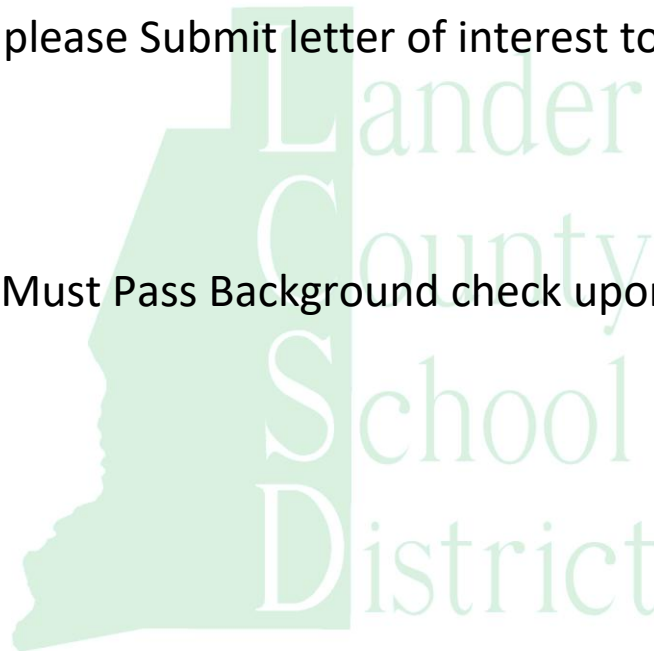 please Submit letter of interest to
Lander
County
Must Pass Background check upon
School
District